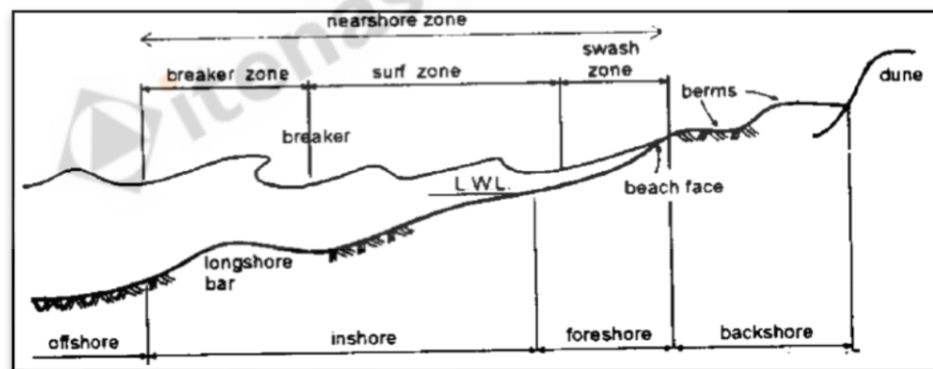 nearshore zone
swash
zone
breaker zone
surf zone
dune
berms
breaker
L.W.L.
beach face
longshore
bar
offshore
inshore
foreshore
backshore
itenas